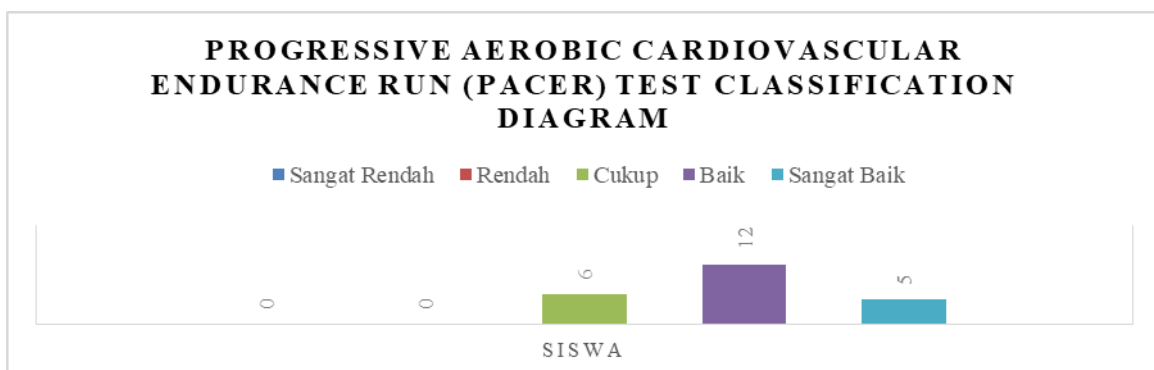 PROGRESSIVE AEROBIC CARDIOVASCULAR
ENDURANCE RUN (PACER) TEST CLASSIFICATION
DIAGRAM
Sangat Rendah Rendah Cukup Baik Sangat Baik
0 0 6 12 5
SISWA